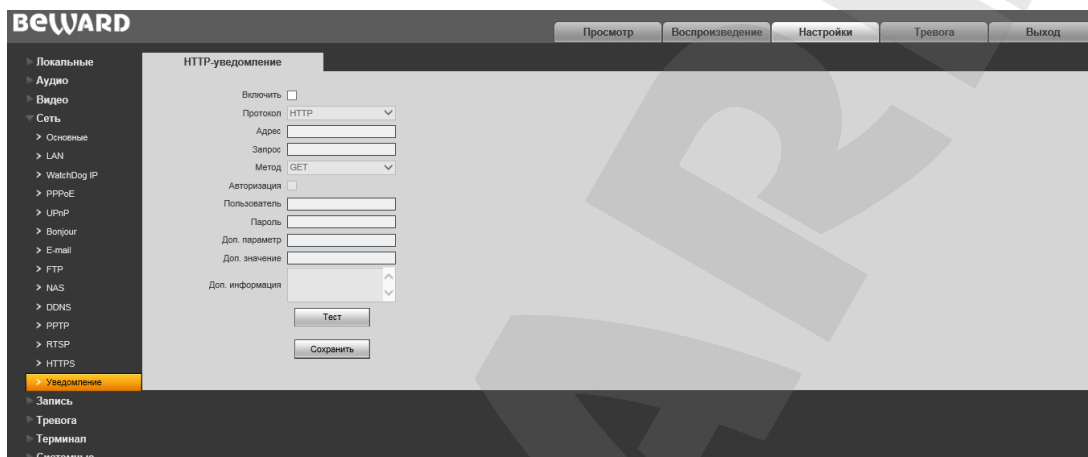 BEWARD
Просмотр
Воспроизведение
Настройки
Тревога
Выход
Локальные
Аудио
Видео
Сеть
Основные
LAN
WatchDog IP
PPPoE
UPnP
Bonjour
E-mail
FTP
NAS
DDNS
PPTP
RTSP
HTTPS
Уведомление
Запись
Тревога
Терминал
Системные
HTTP-уведомление
Включить
Протокол HTTP
Адрес
Запрос
Метод GET
Авторизация
Пользователь
Пароль
Доп. параметр
Доп. значение
Доп. информация
Тест
Сохранить